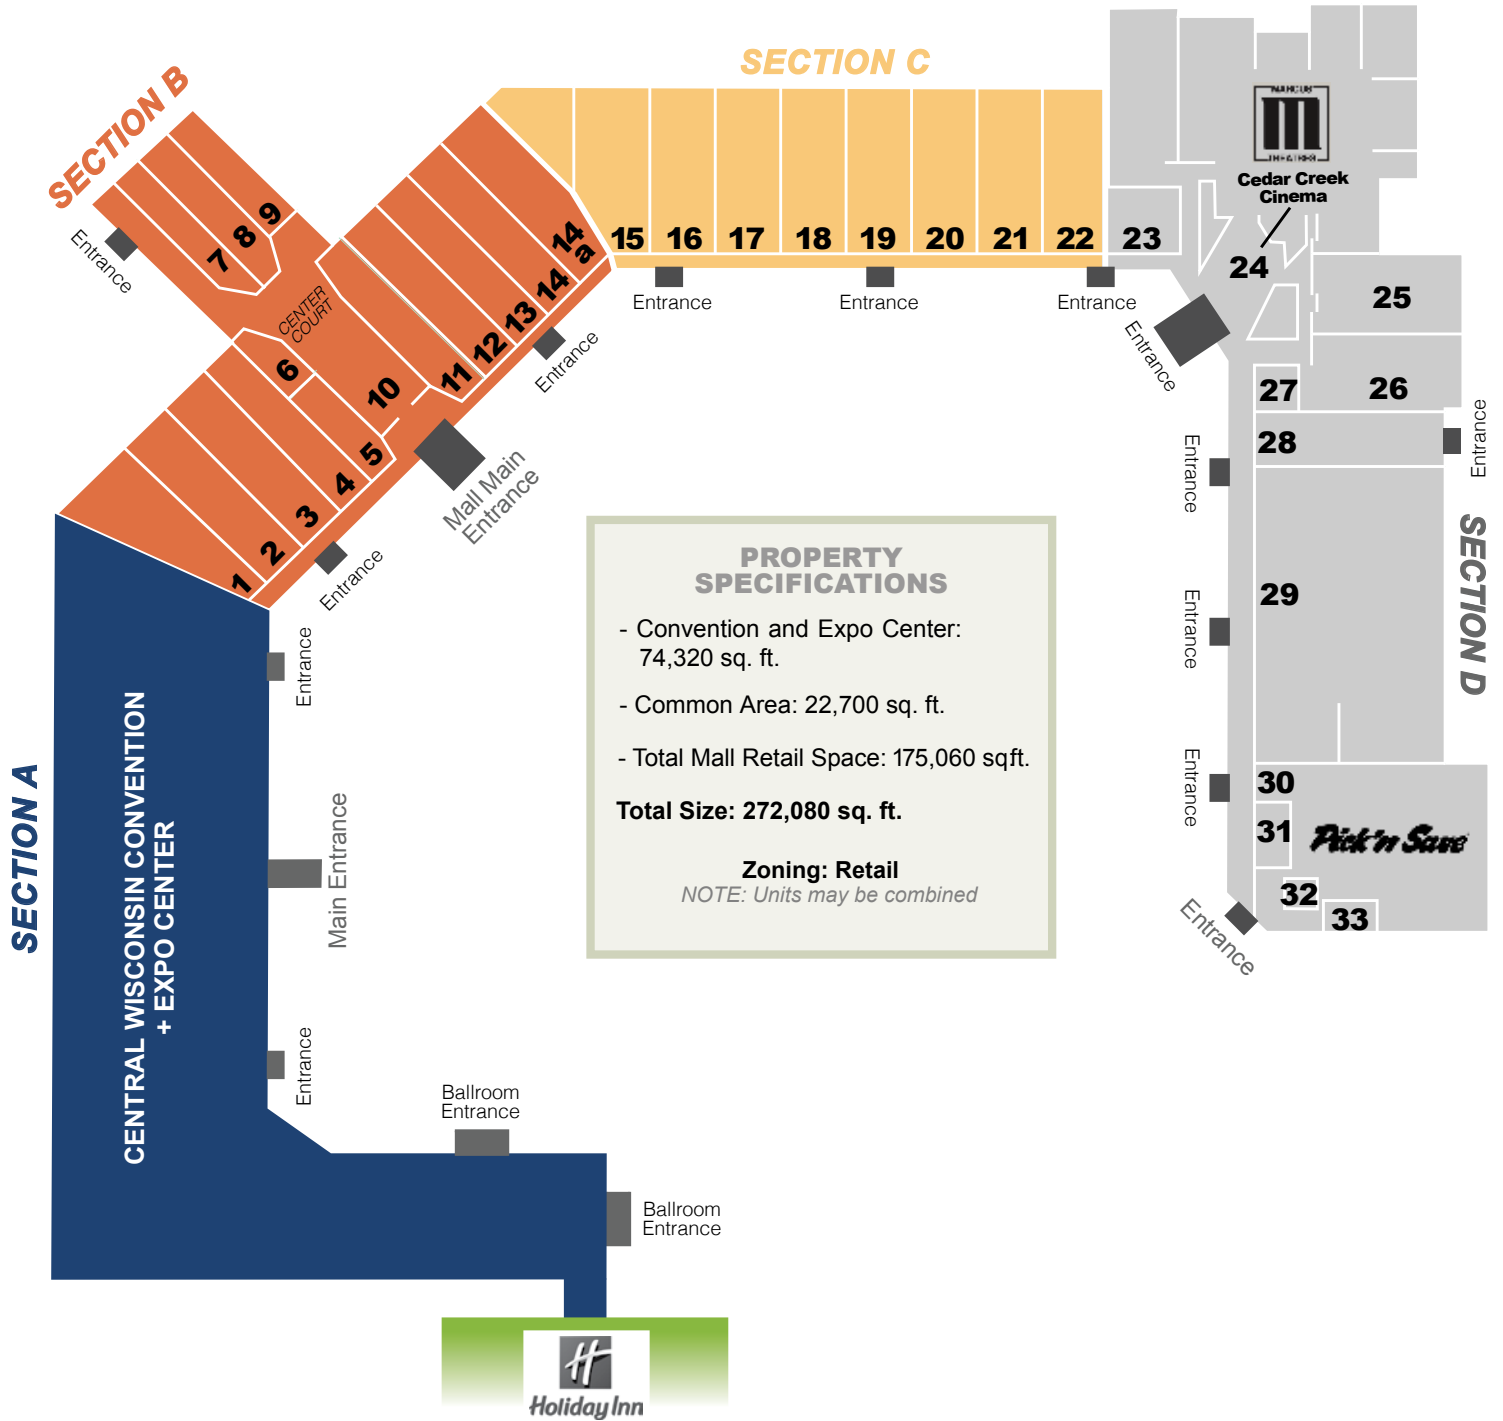 SECTION C
SECTION B
MARCUS
M
THEATRES
Cedar Creek
Cinema
Entrance
7
8
9
CENTER
COURT
1
2
3
4
5
6
10
11
12
13
14
14
a
Entrance
Mall Main
Entrance
Entrance
15
16
17
18
19
20
21
22
23
Entrance
Entrance
Entrance
Entrance
24
25
26
27
28
29
30
31
32
33
Entrance
Entrance
Entrance
Entrance
Entrance
SECTION D
Pick'n Save
PROPERTY
SPECIFICATIONS
- Convention and Expo Center:
74,320 sq. ft.
- Common Area: 22,700 sq. ft.
- Total Mall Retail Space: 175,060 sqft.
Total Size: 272,080 sq. ft.
Zoning: Retail
NOTE: Units may be combined
SECTION A
CENTRAL WISCONSIN CONVENTION
+ EXPO CENTER
Entrance
Main Entrance
Entrance
Ballroom
Entrance
Ballroom
Entrance
H
Holiday Inn